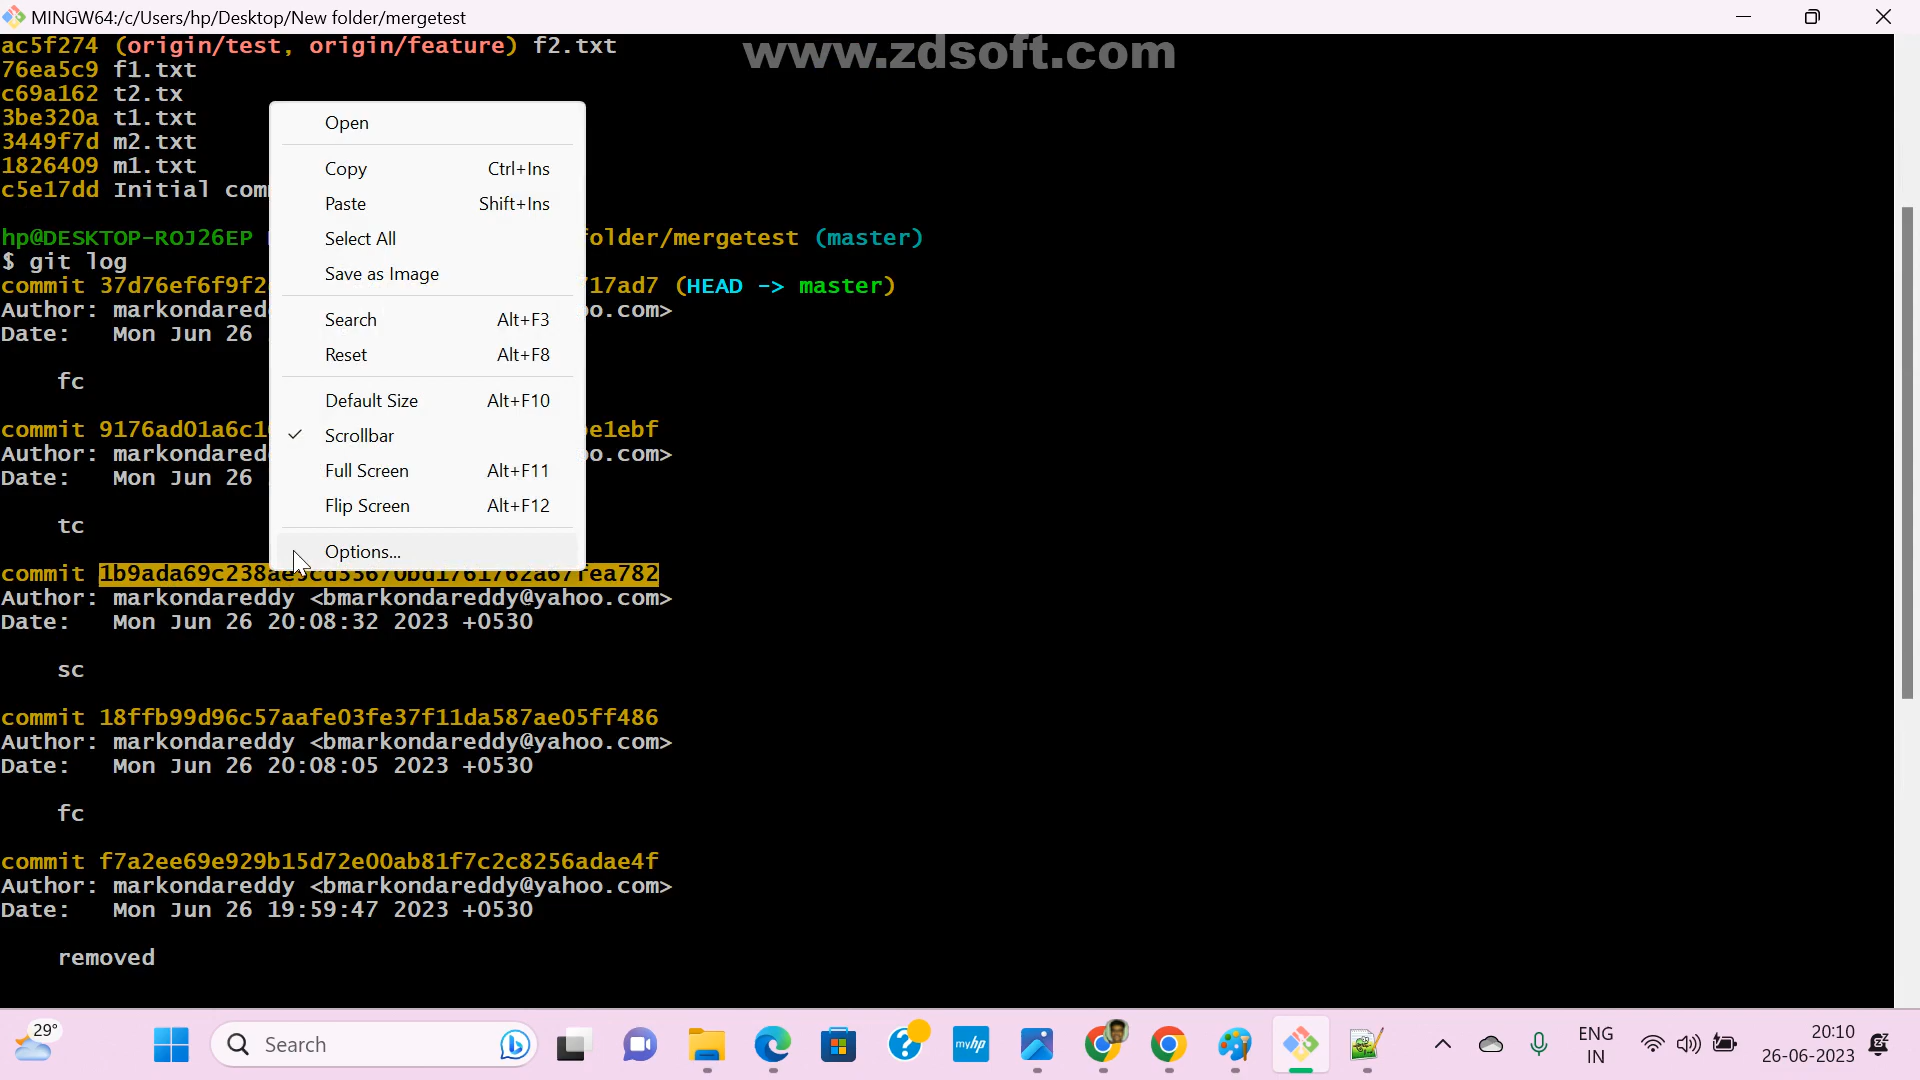 MINGW64:/c/Users/hp/Desktop/New folder/mergetest
www.zdsoft.com
ac5f274 (origin/test, origin/feature) f2.txt
76ea5c9 f1.txt
c69a162 t2.tx
3be320a t1.txt
3449f7d m2.txt
1826409 m1.txt
c5e17dd Initial com
hp@DESKTOP-ROJ26EP older/mergetest (master)
$ git log
commit 37d76ef6f9f2 17ad7 (HEAD -> master)
Author: markondared o.com>
Date: Mon Jun 26
fc
commit 9176ad01a6c1 e1ebf
Author: markondared o.com>
Date: Mon Jun 26
tc
commit 1b9ada69c238ae fea782
Author: markondareddy <bmarkondareddy@yahoo.com>
Date: Mon Jun 26 20:08:32 2023 +0530
sc
commit 18ffb99d96c57aafe03fe37f11da587ae05ff486
Author: markondareddy <bmarkondareddy@yahoo.com>
Date: Mon Jun 26 20:08:05 2023 +0530
fc
commit f7a2ee69e929b15d72e00ab81f7c2c8256adae4f
Author: markondareddy <bmarkondareddy@yahoo.com>
Date: Mon Jun 26 19:59:47 2023 +0530
removed
Open
Copy Ctrl+Ins
Paste Shift+Ins
Select All
Save as Image
Search Alt+F3
Reset Alt+F8
Default Size Alt+F10
Scrollbar
Full Screen Alt+F11
Flip Screen Alt+F12
Options...
29°
Search
myhp
ENG
IN
20:10
26-06-2023